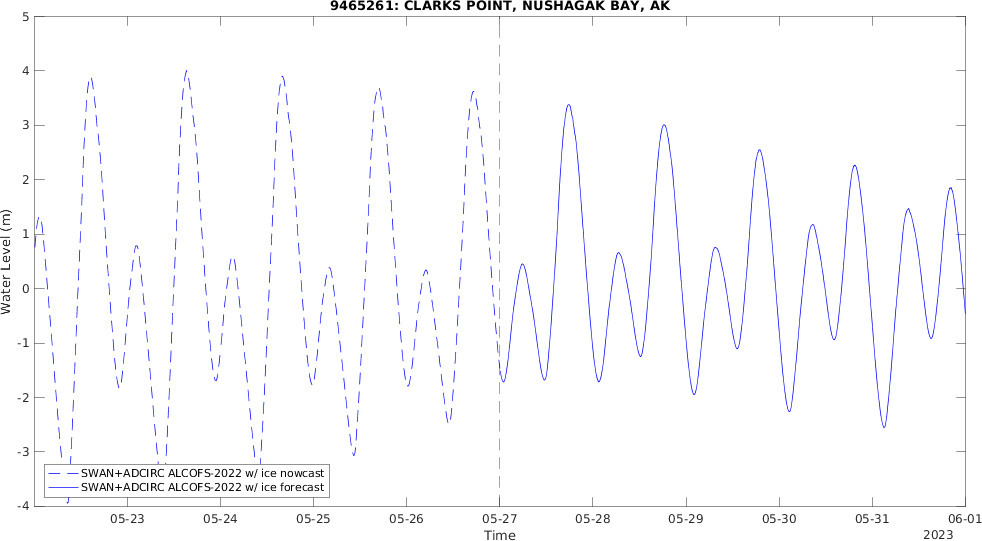 9465261: CLARKS POINT, NUSHAGAK BAY, AK
Water Level (m)
5
4
3
2
1
0
-1
-2
-3
-4
SWAN+ADCIRC ALCOFS-2022 w/ ice nowcast
SWAN+ADCIRC ALCOFS-2022 w/ ice forecast
05-23 05-24 05-25 05-26 05-27 05-28 05-29 05-30 05-31 06-01
Time
2023